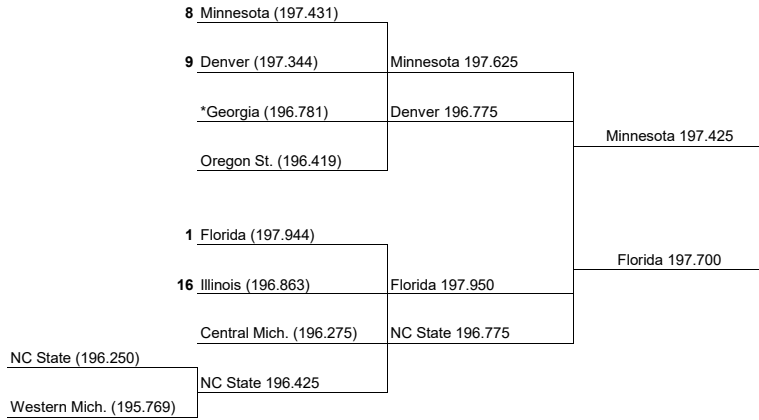 8 Minnesota (197.431)
9 Denver (197.344)
Minnesota 197.625
*Georgia (196.781)
Denver 196.775
Minnesota 197.425
Oregon St. (196.419)
1 Florida (197.944)
Florida 197.700
16 Illinois (196.863)
Florida 197.950
Central Mich. (196.275)
NC State 196.775
NC State (196.250)
NC State 196.425
Western Mich. (195.769)